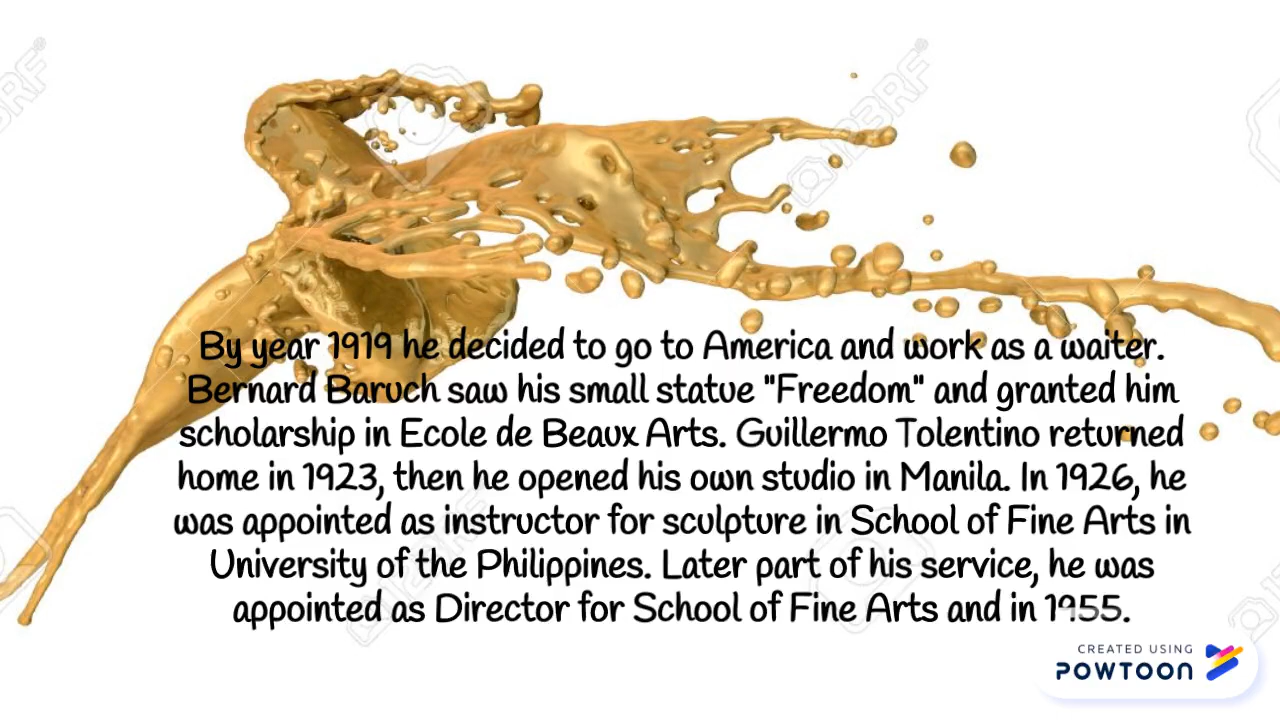 By year 1919 he decided to go to America and work as a waiter.
Bernard Baruch saw his small statue "Freedom" and granted him
scholarship in Ecole de Beaux Arts. Guillermo Tolentino returned
home in 1923, then he opened his own studio in Manila. In 1926, he
was appointed as instructor for sculpture in School of Fine Arts in
University of the Philippines. Later part of his service, he was
appointed as Director for School of Fine Arts and in 1955.
CREATED USING
POWTOON
123RF
123RF
123RF
123RF